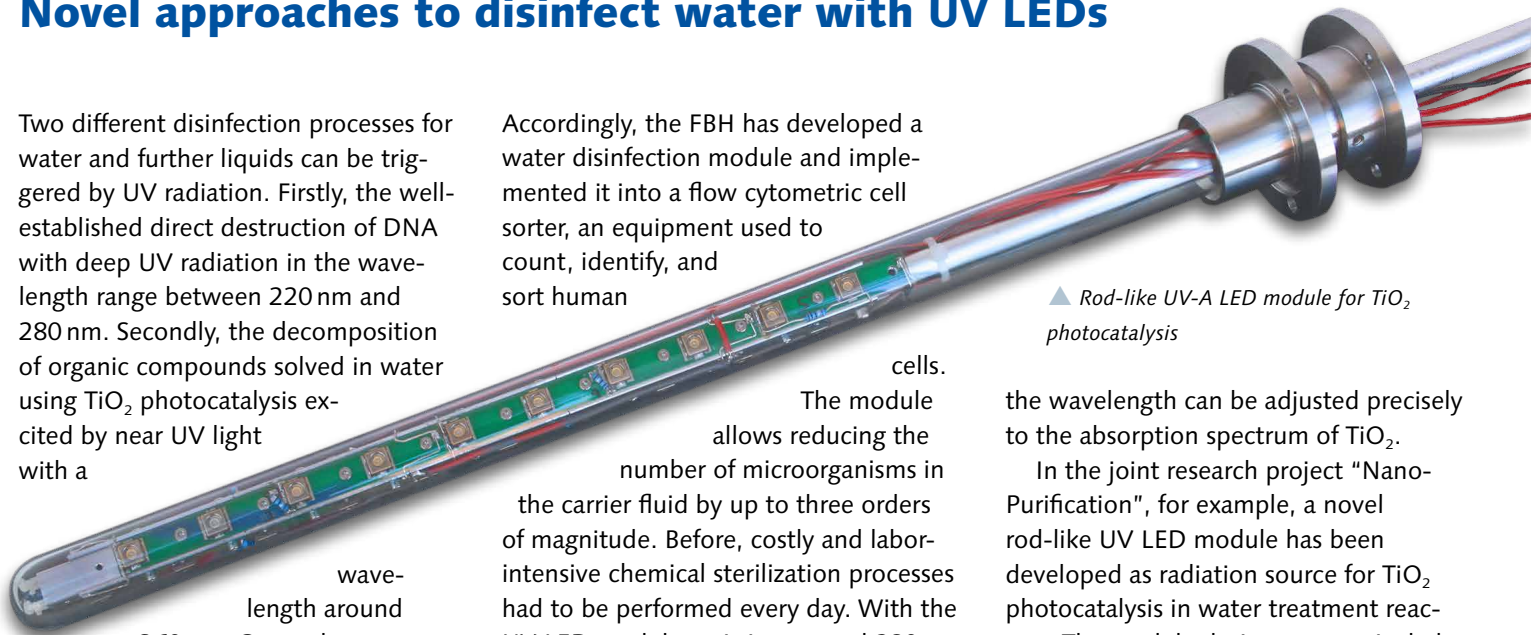 Novel approaches to disinfect water with UV LEDs
Two different disinfection processes for
water and further liquids can be trig-
gered by UV radiation. Firstly, the well-
established direct destruction of DNA
with deep UV radiation in the wave-
length range between 220 nm and
280 nm. Secondly, the decomposition
of organic compounds solved in water
using TiO₂ photocatalysis ex-
cited by near UV light
with a
wave-
length around
Accordingly, the FBH has developed a
water disinfection module and imple-
mented it into a flow cytometric cell
sorter, an equipment used to
count, identify, and
sort human
cells.
The module
allows reducing the
number of microorganisms in
the carrier fluid by up to three orders
of magnitude. Before, costly and labor-
intensive chemical sterilization processes
had to be performed every day. With the
▲ Rod-like UV-A LED module for TiO₂
photocatalysis
the wavelength can be adjusted precisely
to the absorption spectrum of TiO₂.
In the joint research project “Nano-
Purification”, for example, a novel
rod-like UV LED module has been
developed as radiation source for TiO₂
photocatalysis in water treatment reac-